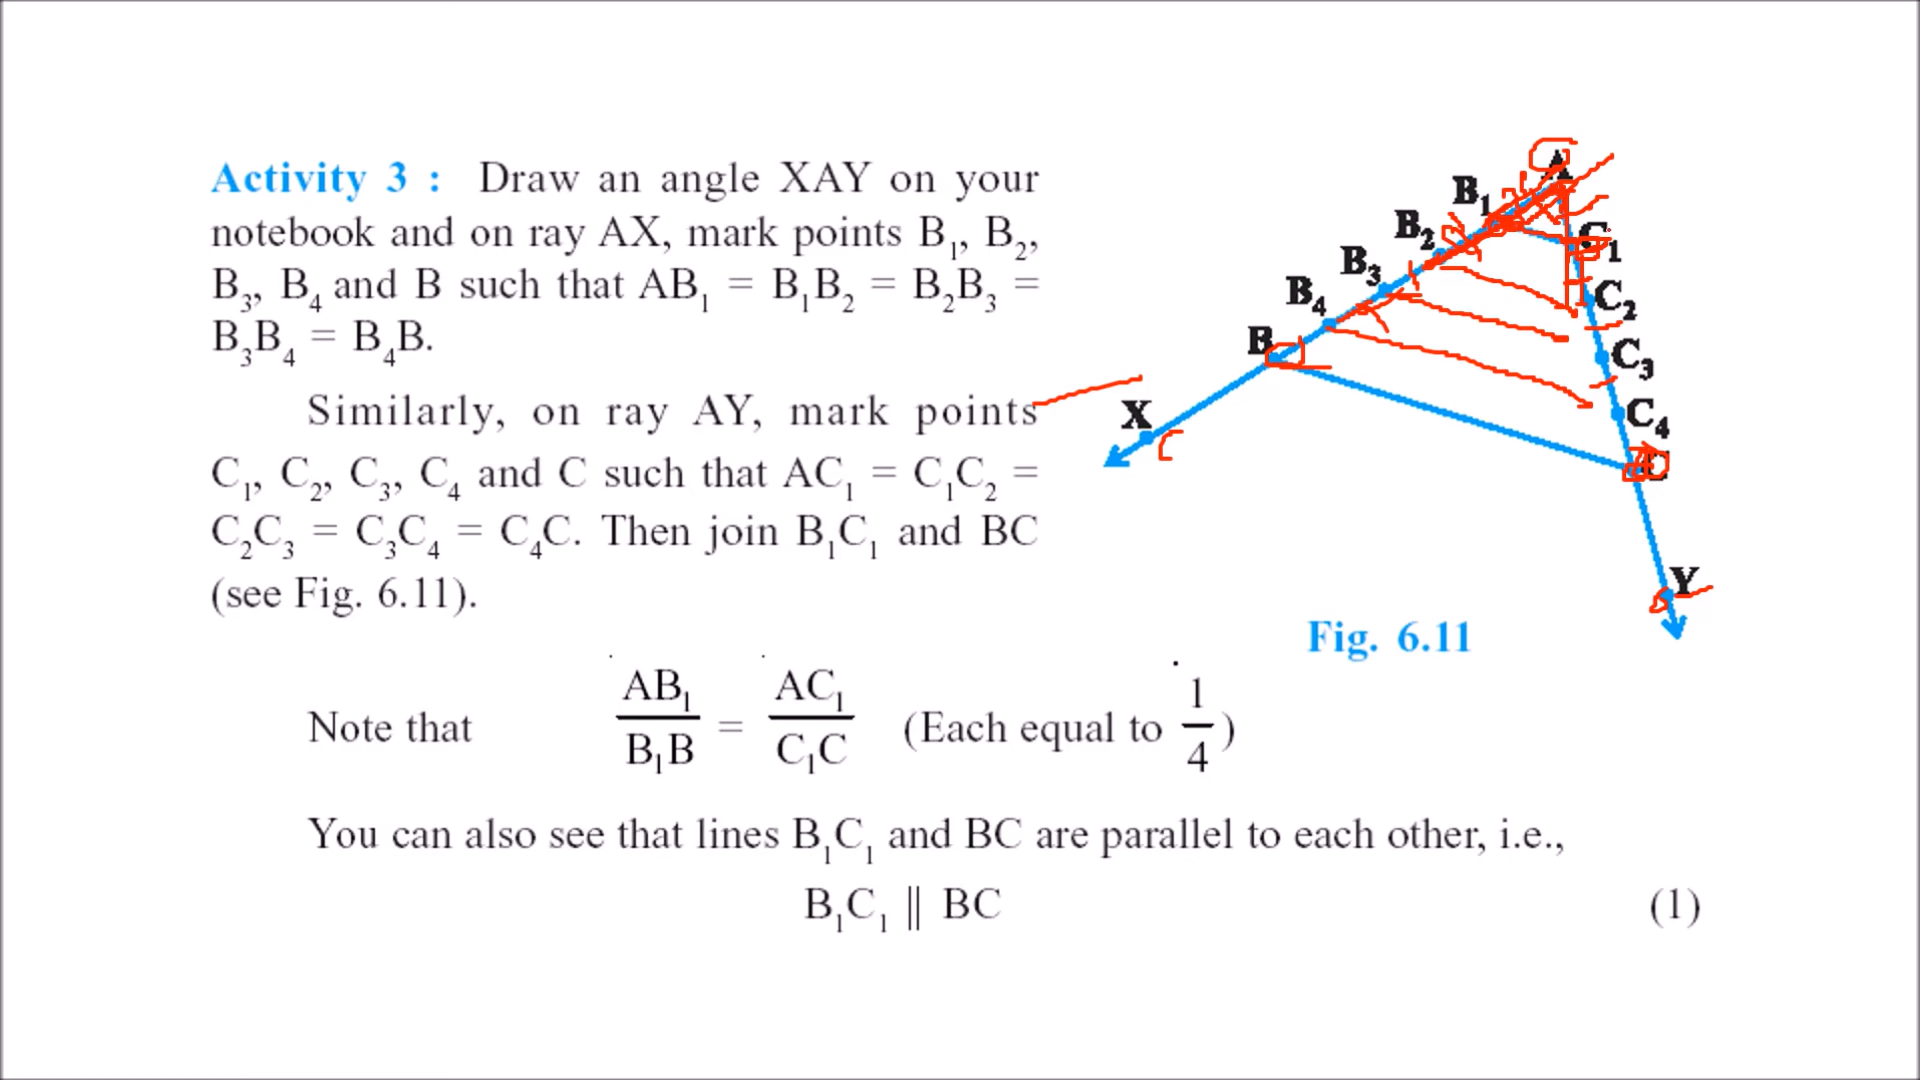 Activity 3 : Draw an angle XAY on your
notebook and on ray AX, mark points B₁, B₂,
B₃, B₄ and B such that AB₁ = B₁B₂ = B₂B₃ =
B₃B₄ = B₄B.
Similarly, on ray AY, mark points
C₁, C₂, C₃, C₄ and C such that AC₁ = C₁C₂ =
C₂C₃ = C₃C₄ = C₄C. Then join B₁C₁ and BC
(see Fig. 6.11).
A
B₁
B₂
C₁
B₃
B₄
C₂
B
C₃
X
C₄
C
Y
Fig. 6.11
Note that AB₁/B₁B = AC₁/C₁C (Each equal to 1/4)
You can also see that lines B₁C₁ and BC are parallel to each other, i.e.,
B₁C₁ || BC (1)